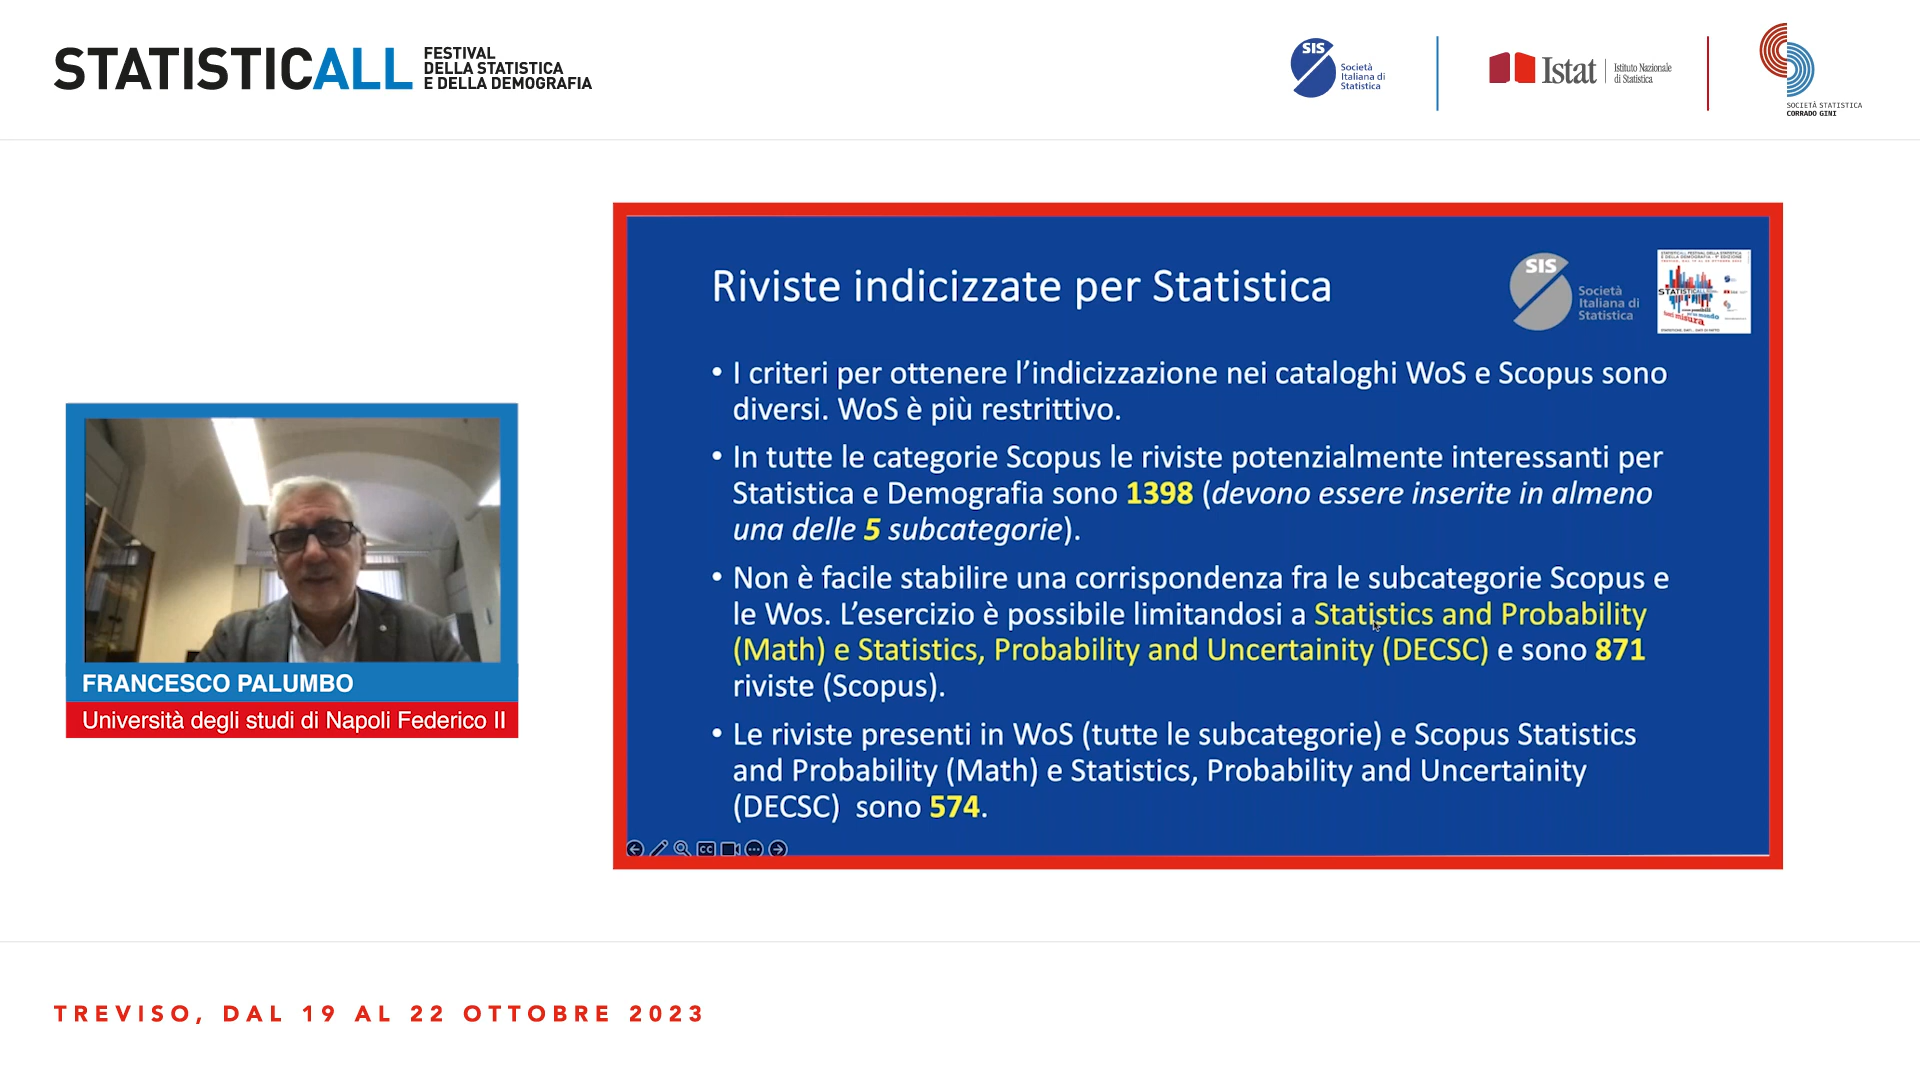 STATISTICALL
FESTIVAL
DELLA STATISTICA
E DELLA DEMOGRAFIA
SIS
Società
Italiana di
Statistica
Istat
Istituto Nazionale
di Statistica
SOCIETÀ STATISTICA
CORRADO GINI
Riviste indicizzate per Statistica
SIS
Società
Italiana di
Statistica
STATISTICALL
• I criteri per ottenere l’indicizzazione nei cataloghi WoS e Scopus sono
diversi. WoS è più restrittivo.
• In tutte le categorie Scopus le riviste potenzialmente interessanti per
Statistica e Demografia sono 1398 (devono essere inserite in almeno
una delle 5 subcategorie).
• Non è facile stabilire una corrispondenza fra le subcategorie Scopus e
le Wos. L’esercizio è possibile limitandosi a Statistics and Probability
(Math) e Statistics, Probability and Uncertainity (DECSC) e sono 871
riviste (Scopus).
• Le riviste presenti in WoS (tutte le subcategorie) e Scopus Statistics
and Probability (Math) e Statistics, Probability and Uncertainity
(DECSC) sono 574.
CC
FRANCESCO PALUMBO
Università degli studi di Napoli Federico II
TREVISO, DAL 19 AL 22 OTTOBRE 2023